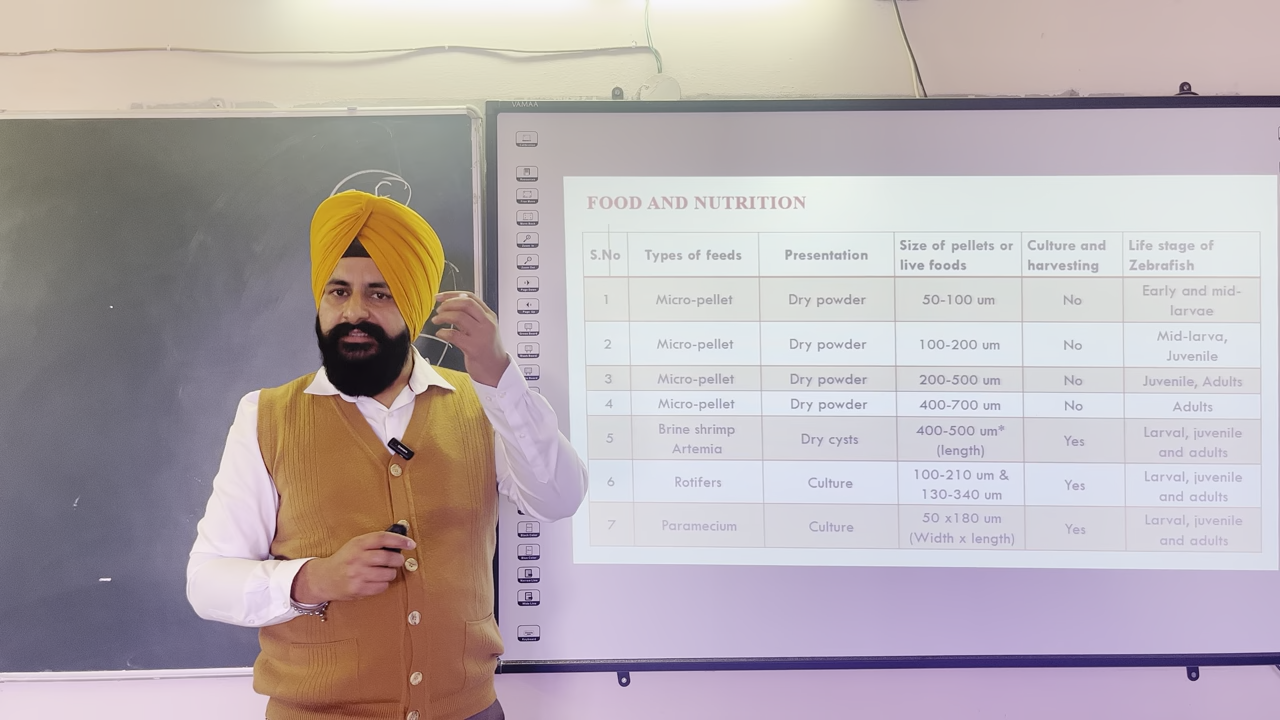 VAMAA
FOOD AND NUTRITION
S.No Types of feeds Presentation Size of pellets or live foods Culture and harvesting Life stage of Zebrafish
1 Micro-pellet Dry powder 50-100 um No Early and mid-larvae
2 Micro-pellet Dry powder 100-200 um No Mid-larva, Juvenile
3 Micro-pellet Dry powder 200-500 um No Juvenile, Adults
4 Micro-pellet Dry powder 400-700 um No Adults
5 Brine shrimp Artemia Dry cysts 400-500 um* (length) Yes Larval, juvenile and adults
6 Rotifers Culture 100-210 um & 130-340 um Yes Larval, juvenile and adults
7 Paramecium Culture 50 x180 um (Width x length) Yes Larval, juvenile and adults